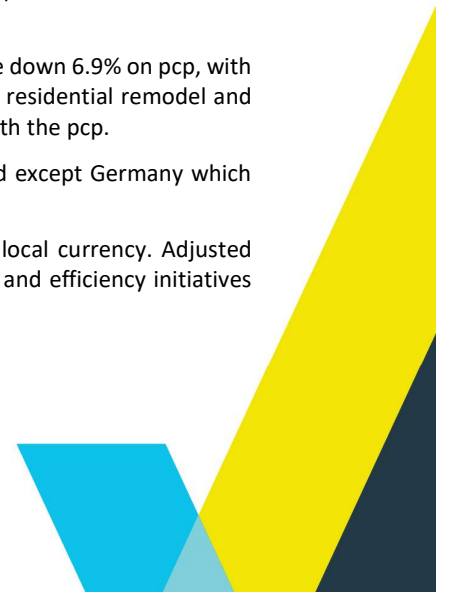 e down 6.9% on pcp, with
residential remodel and
th the pcp.
d except Germany which
local currency. Adjusted
and efficiency initiatives